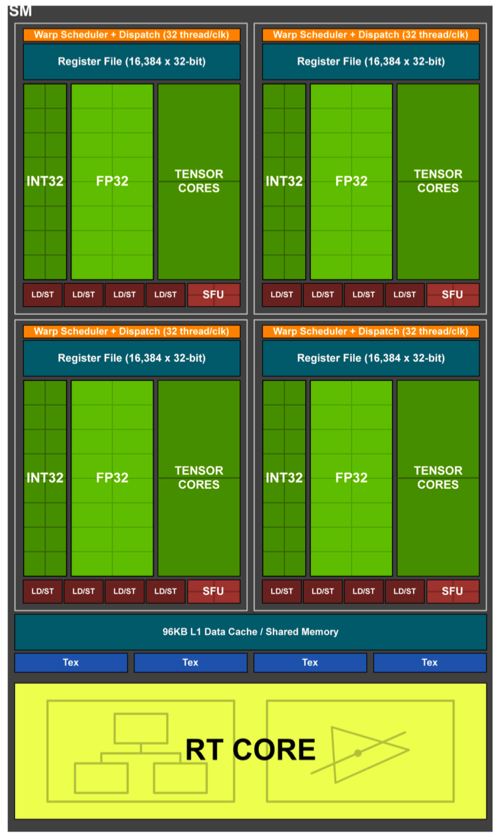 SM
Warp Scheduler + Dispatch (32 thread/clk)
Register File (16,384 x 32-bit)
INT32
FP32
TENSOR
CORES
LD/ST
LD/ST
LD/ST
LD/ST
SFU
Warp Scheduler + Dispatch (32 thread/clk)
Register File (16,384 x 32-bit)
INT32
FP32
TENSOR
CORES
LD/ST
LD/ST
LD/ST
LD/ST
SFU
Warp Scheduler + Dispatch (32 thread/clk)
Register File (16,384 x 32-bit)
INT32
FP32
TENSOR
CORES
LD/ST
LD/ST
LD/ST
LD/ST
SFU
Warp Scheduler + Dispatch (32 thread/clk)
Register File (16,384 x 32-bit)
INT32
FP32
TENSOR
CORES
LD/ST
LD/ST
LD/ST
LD/ST
SFU
96KB L1 Data Cache / Shared Memory
Tex
Tex
Tex
Tex
RT CORE